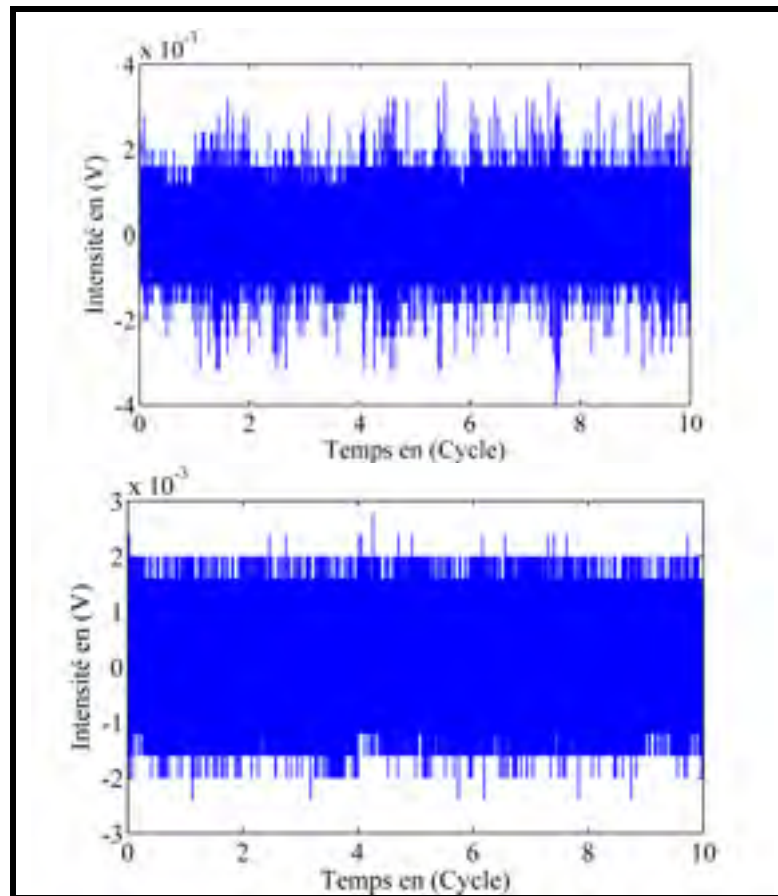 x 10-3
4
2
0
-2
-4
Intensité en (V)
0 2 4 6 8 10
Temps en (Cycle)
x 10-3
3
2
1
0
-1
-2
-3
Intensité en (V)
0 2 4 6 8 10
Temps en (Cycle)